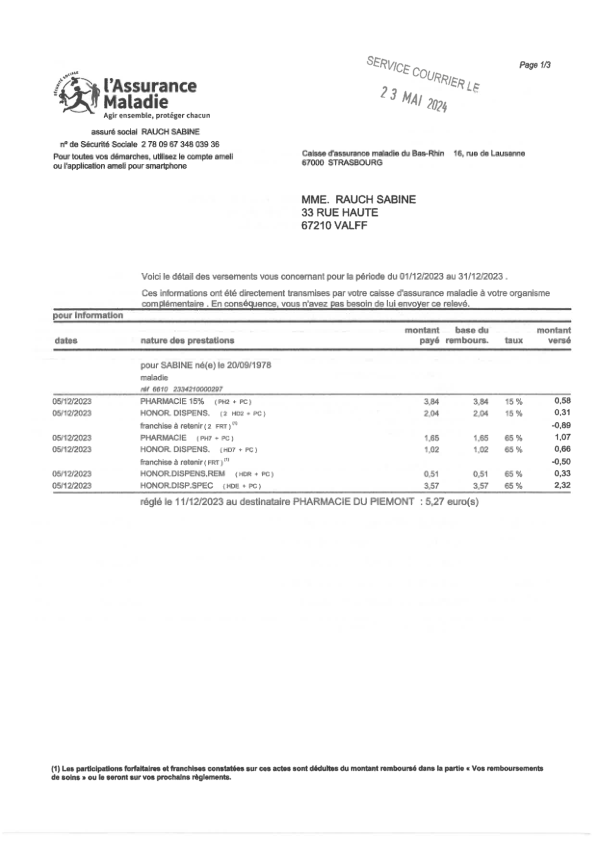 SERVICE COURRIER LE
23 MAI 2024
Page 1/3
SÉCURITÉ SOCIALE
l'Assurance
Maladie
Agir ensemble, protéger chacun
assuré social RAUCH SABINE
n° de Sécurité Sociale 2 78 09 67 348 039 36
Pour toutes vos démarches, utilisez le compte ameli
ou l'application ameli pour smartphone
Caisse d'assurance maladie du Bas-Rhin 16, rue de Lausanne
67000 STRASBOURG
MME. RAUCH SABINE
33 RUE HAUTE
67210 VALFF
Voici le détail des versements vous concernant pour la période du 01/12/2023 au 31/12/2023 .
Ces informations ont été directement transmises par votre caisse d'assurance maladie à votre organisme
complémentaire . En conséquence, vous n'avez pas besoin de lui envoyer ce relevé.
pour information
dates nature des prestations montant payé base du rembours. taux montant versé
pour SABINE né(e) le 20/09/1978
maladie
réf 6610 2334210000297
05/12/2023 PHARMACIE 15% ( PH2 + PC ) 3,84 3,84 15 % 0,58
05/12/2023 HONOR. DISPENS. ( 2 HD2 + PC ) 2,04 2,04 15 % 0,31
franchise à retenir ( 2 FRT ) (1) -0,89
05/12/2023 PHARMACIE ( PH7 + PC ) 1,65 1,65 65 % 1,07
05/12/2023 HONOR. DISPENS. ( HD7 + PC ) 1,02 1,02 65 % 0,66
franchise à retenir ( FRT ) (1) -0,50
05/12/2023 HONOR.DISPENS,REM ( HDR + PC ) 0,51 0,51 65 % 0,33
05/12/2023 HONOR.DISP.SPEC ( HDE + PC ) 3,57 3,57 65 % 2,32
réglé le 11/12/2023 au destinataire PHARMACIE DU PIEMONT : 5,27 euro(s)
(1) Les participations forfaitaires et franchises constatées sur ces actes sont déduites du montant remboursé dans la partie « Vos remboursements
de soins » ou le seront sur vos prochains règlements.